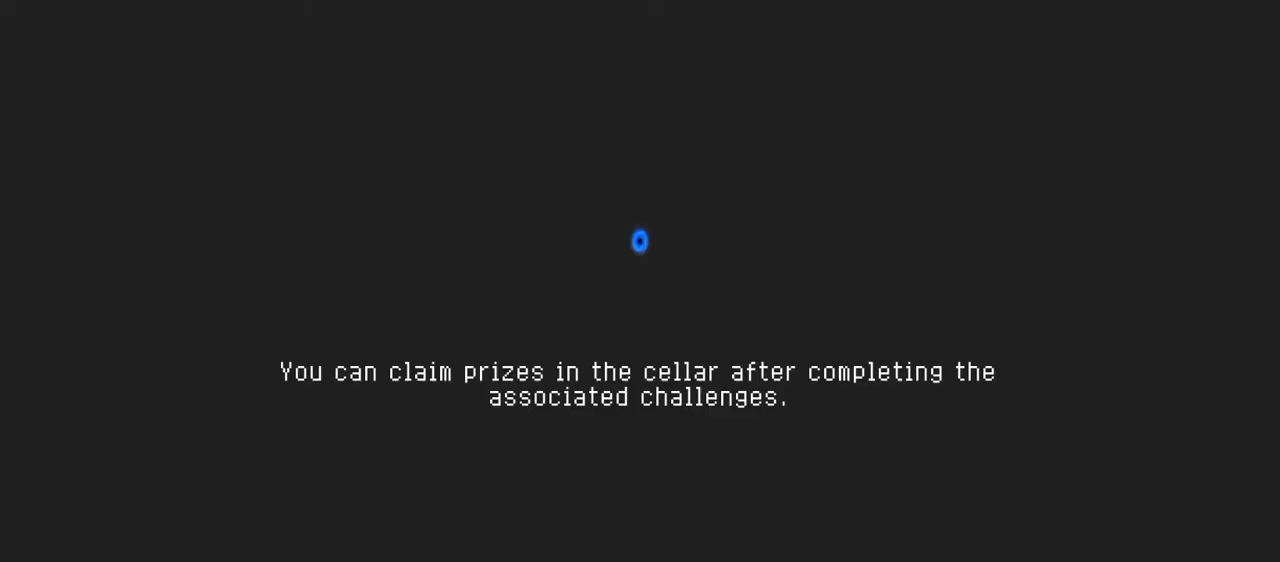 You can claim prizes in the cellar after completing the
associated challenges.